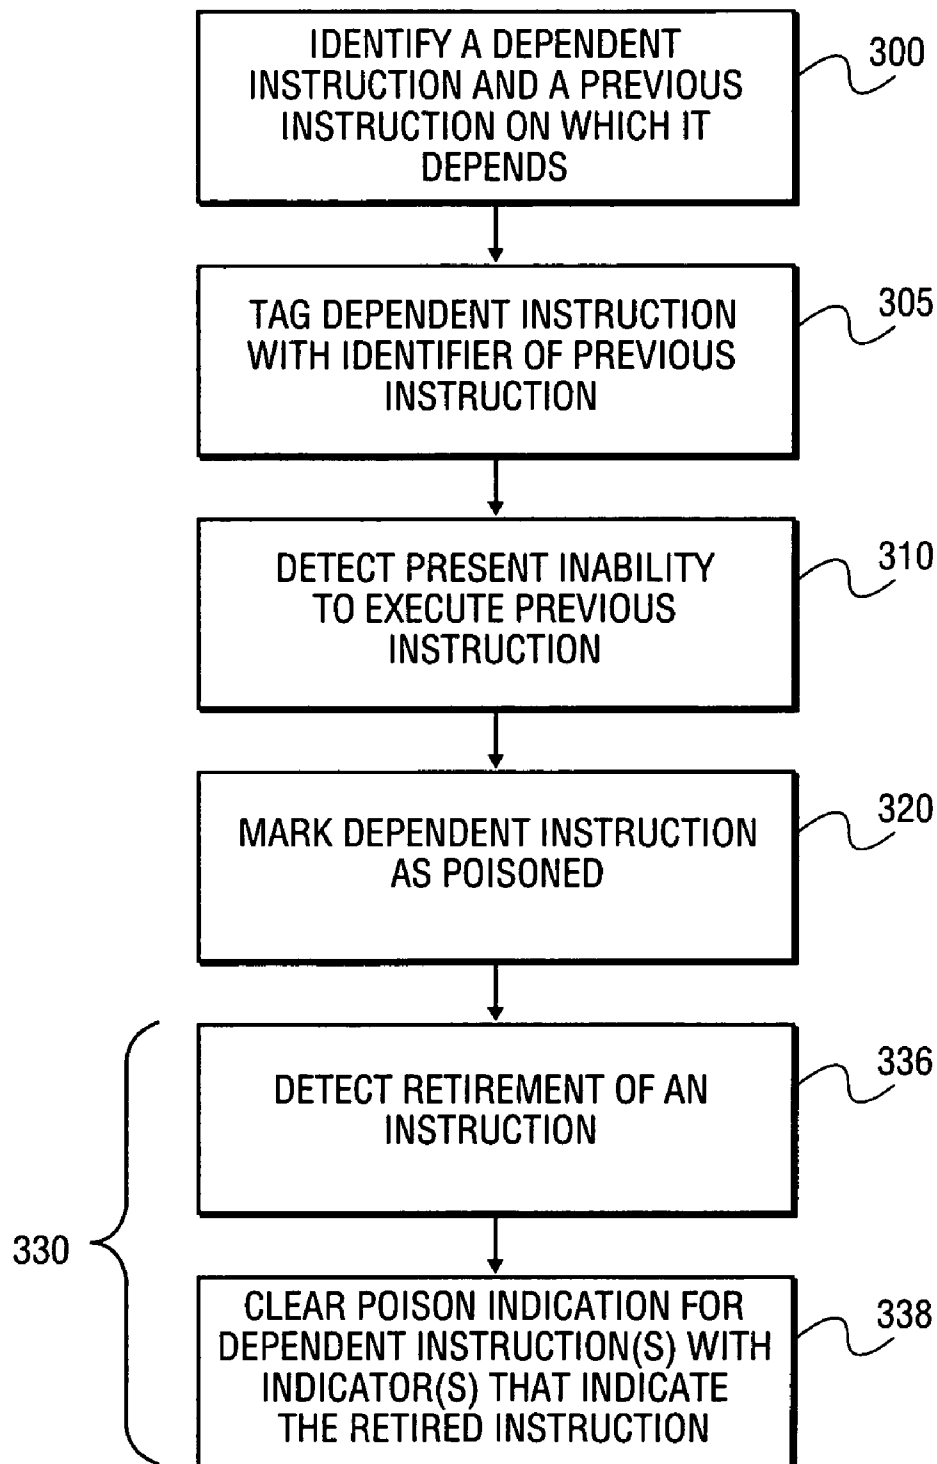 IDENTIFY A DEPENDENT
INSTRUCTION AND A PREVIOUS
INSTRUCTION ON WHICH IT
DEPENDS
300
TAG DEPENDENT INSTRUCTION
WITH IDENTIFIER OF PREVIOUS
INSTRUCTION
305
DETECT PRESENT INABILITY
TO EXECUTE PREVIOUS
INSTRUCTION
310
MARK DEPENDENT INSTRUCTION
AS POISONED
320
330
DETECT RETIREMENT OF AN
INSTRUCTION
336
CLEAR POISON INDICATION FOR
DEPENDENT INSTRUCTION(S) WITH
INDICATOR(S) THAT INDICATE
THE RETIRED INSTRUCTION
338